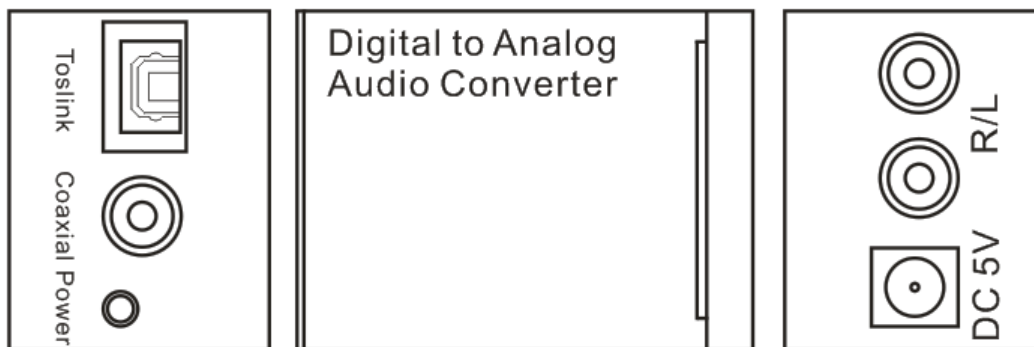 Toslink
Coaxial Power
Digital to Analog
Audio Converter
R/L
DC 5V